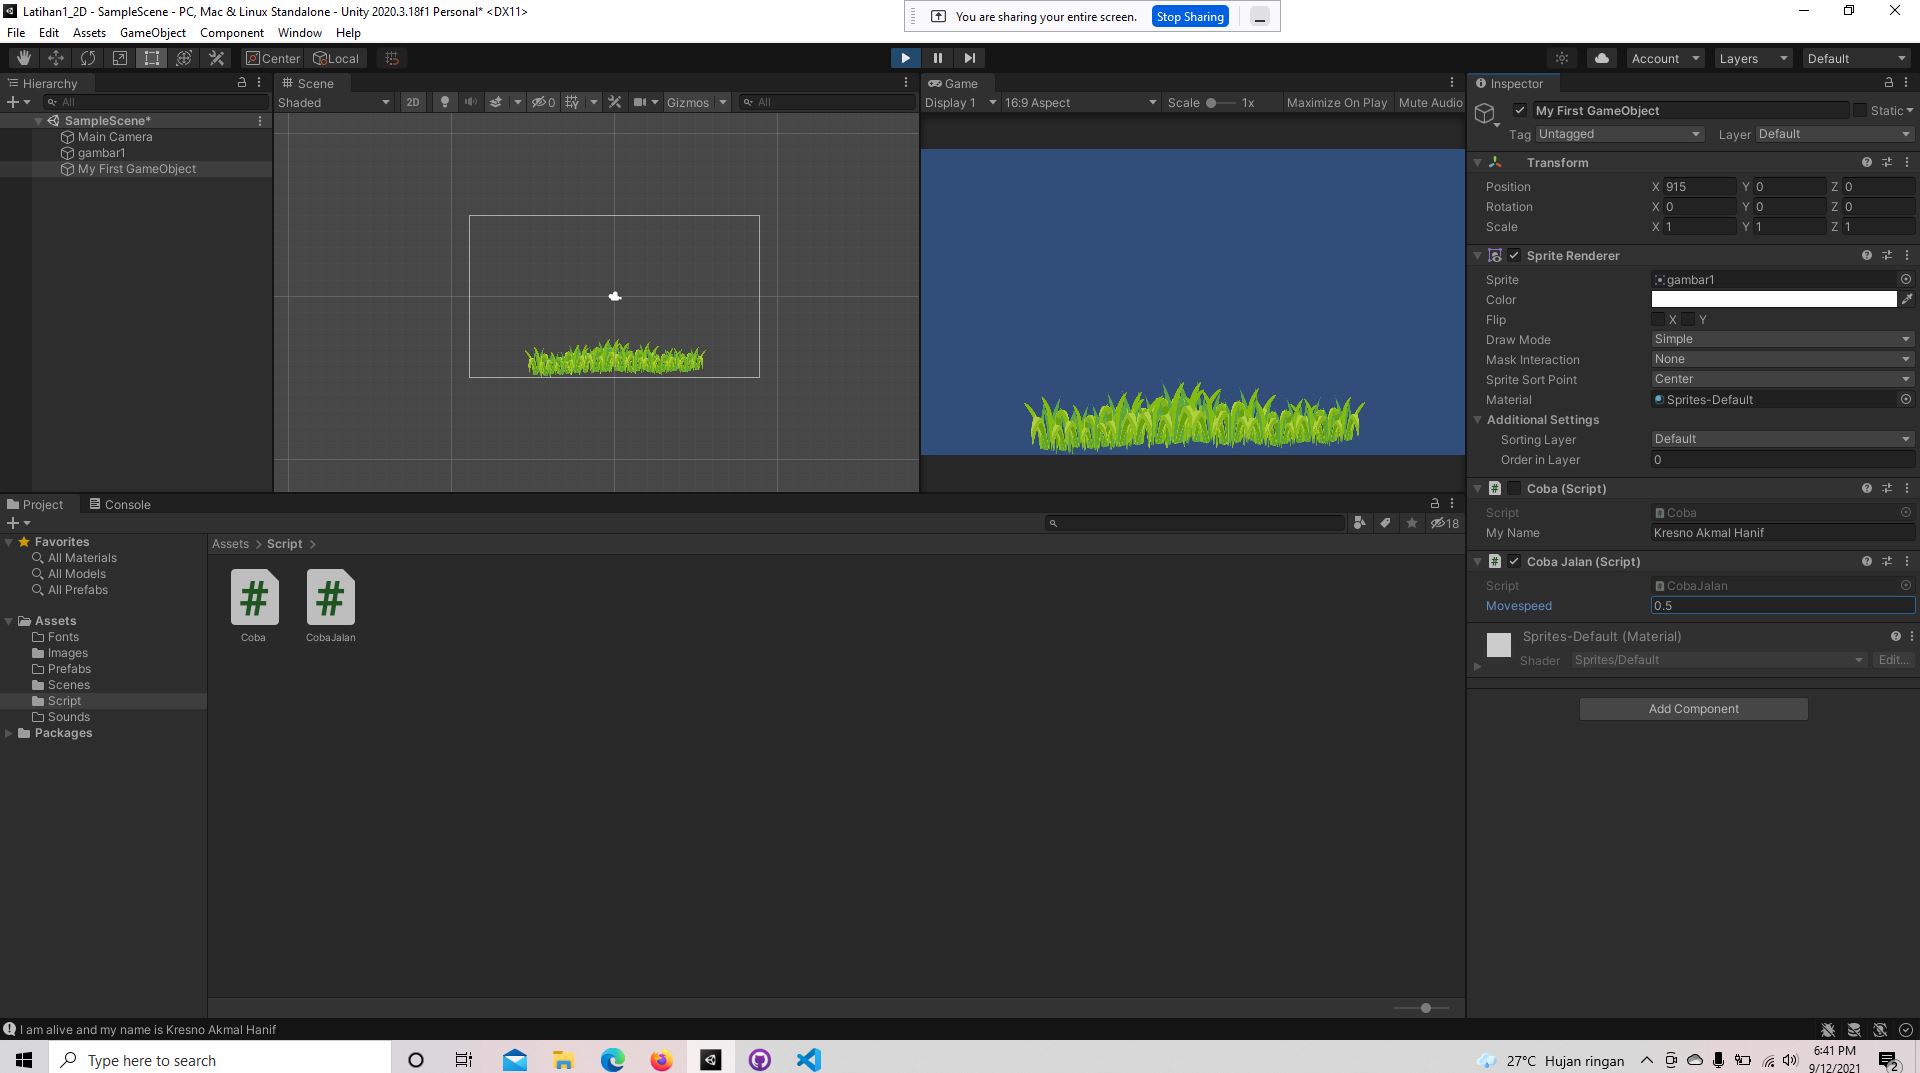 Latihan1_2D - SampleScene - PC, Mac & Linux Standalone - Unity 2020.3.18f1 Personal* <DX11>
You are sharing your entire screen. Stop Sharing
File Edit Assets GameObject Component Window Help
Center Local Account Layers Default
Hierarchy
All
SampleScene*
Main Camera
gambar1
My First GameObject
Scene
Shaded 2D 0 Gizmos All
Game
Display 1 16:9 Aspect Scale 1x Maximize On Play Mute Audio
Inspector
My First GameObject Static
Tag Untagged Layer Default
Transform
Position X 915 Y 0 Z 0
Rotation X 0 Y 0 Z 0
Scale X 1 Y 1 Z 1
Sprite Renderer
Sprite gambar1
Color
Flip X Y
Draw Mode Simple
Mask Interaction None
Sprite Sort Point Center
Material Sprites-Default
Additional Settings
Sorting Layer Default
Order in Layer 0
# Coba (Script)
Script Coba
My Name Kresno Akmal Hanif
# Coba Jalan (Script)
Script CobaJalan
Movespeed 0.5
Sprites-Default (Material)
Shader Sprites/Default Edit...
Add Component
Project Console
18
Favorites
All Materials
All Models
All Prefabs
Assets
Fonts
Images
Prefabs
Scenes
Script
Sounds
Packages
Assets > Script >
# #
Coba CobaJalan
I am alive and my name is Kresno Akmal Hanif
Type here to search
27°C Hujan ringan
6:41 PM
9/12/2021
2